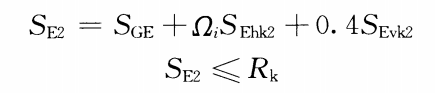 S_E2 = S_GE + Ω_i S_Ehk2 + 0.4S_Evk2
S_E2 ⩽ R_k